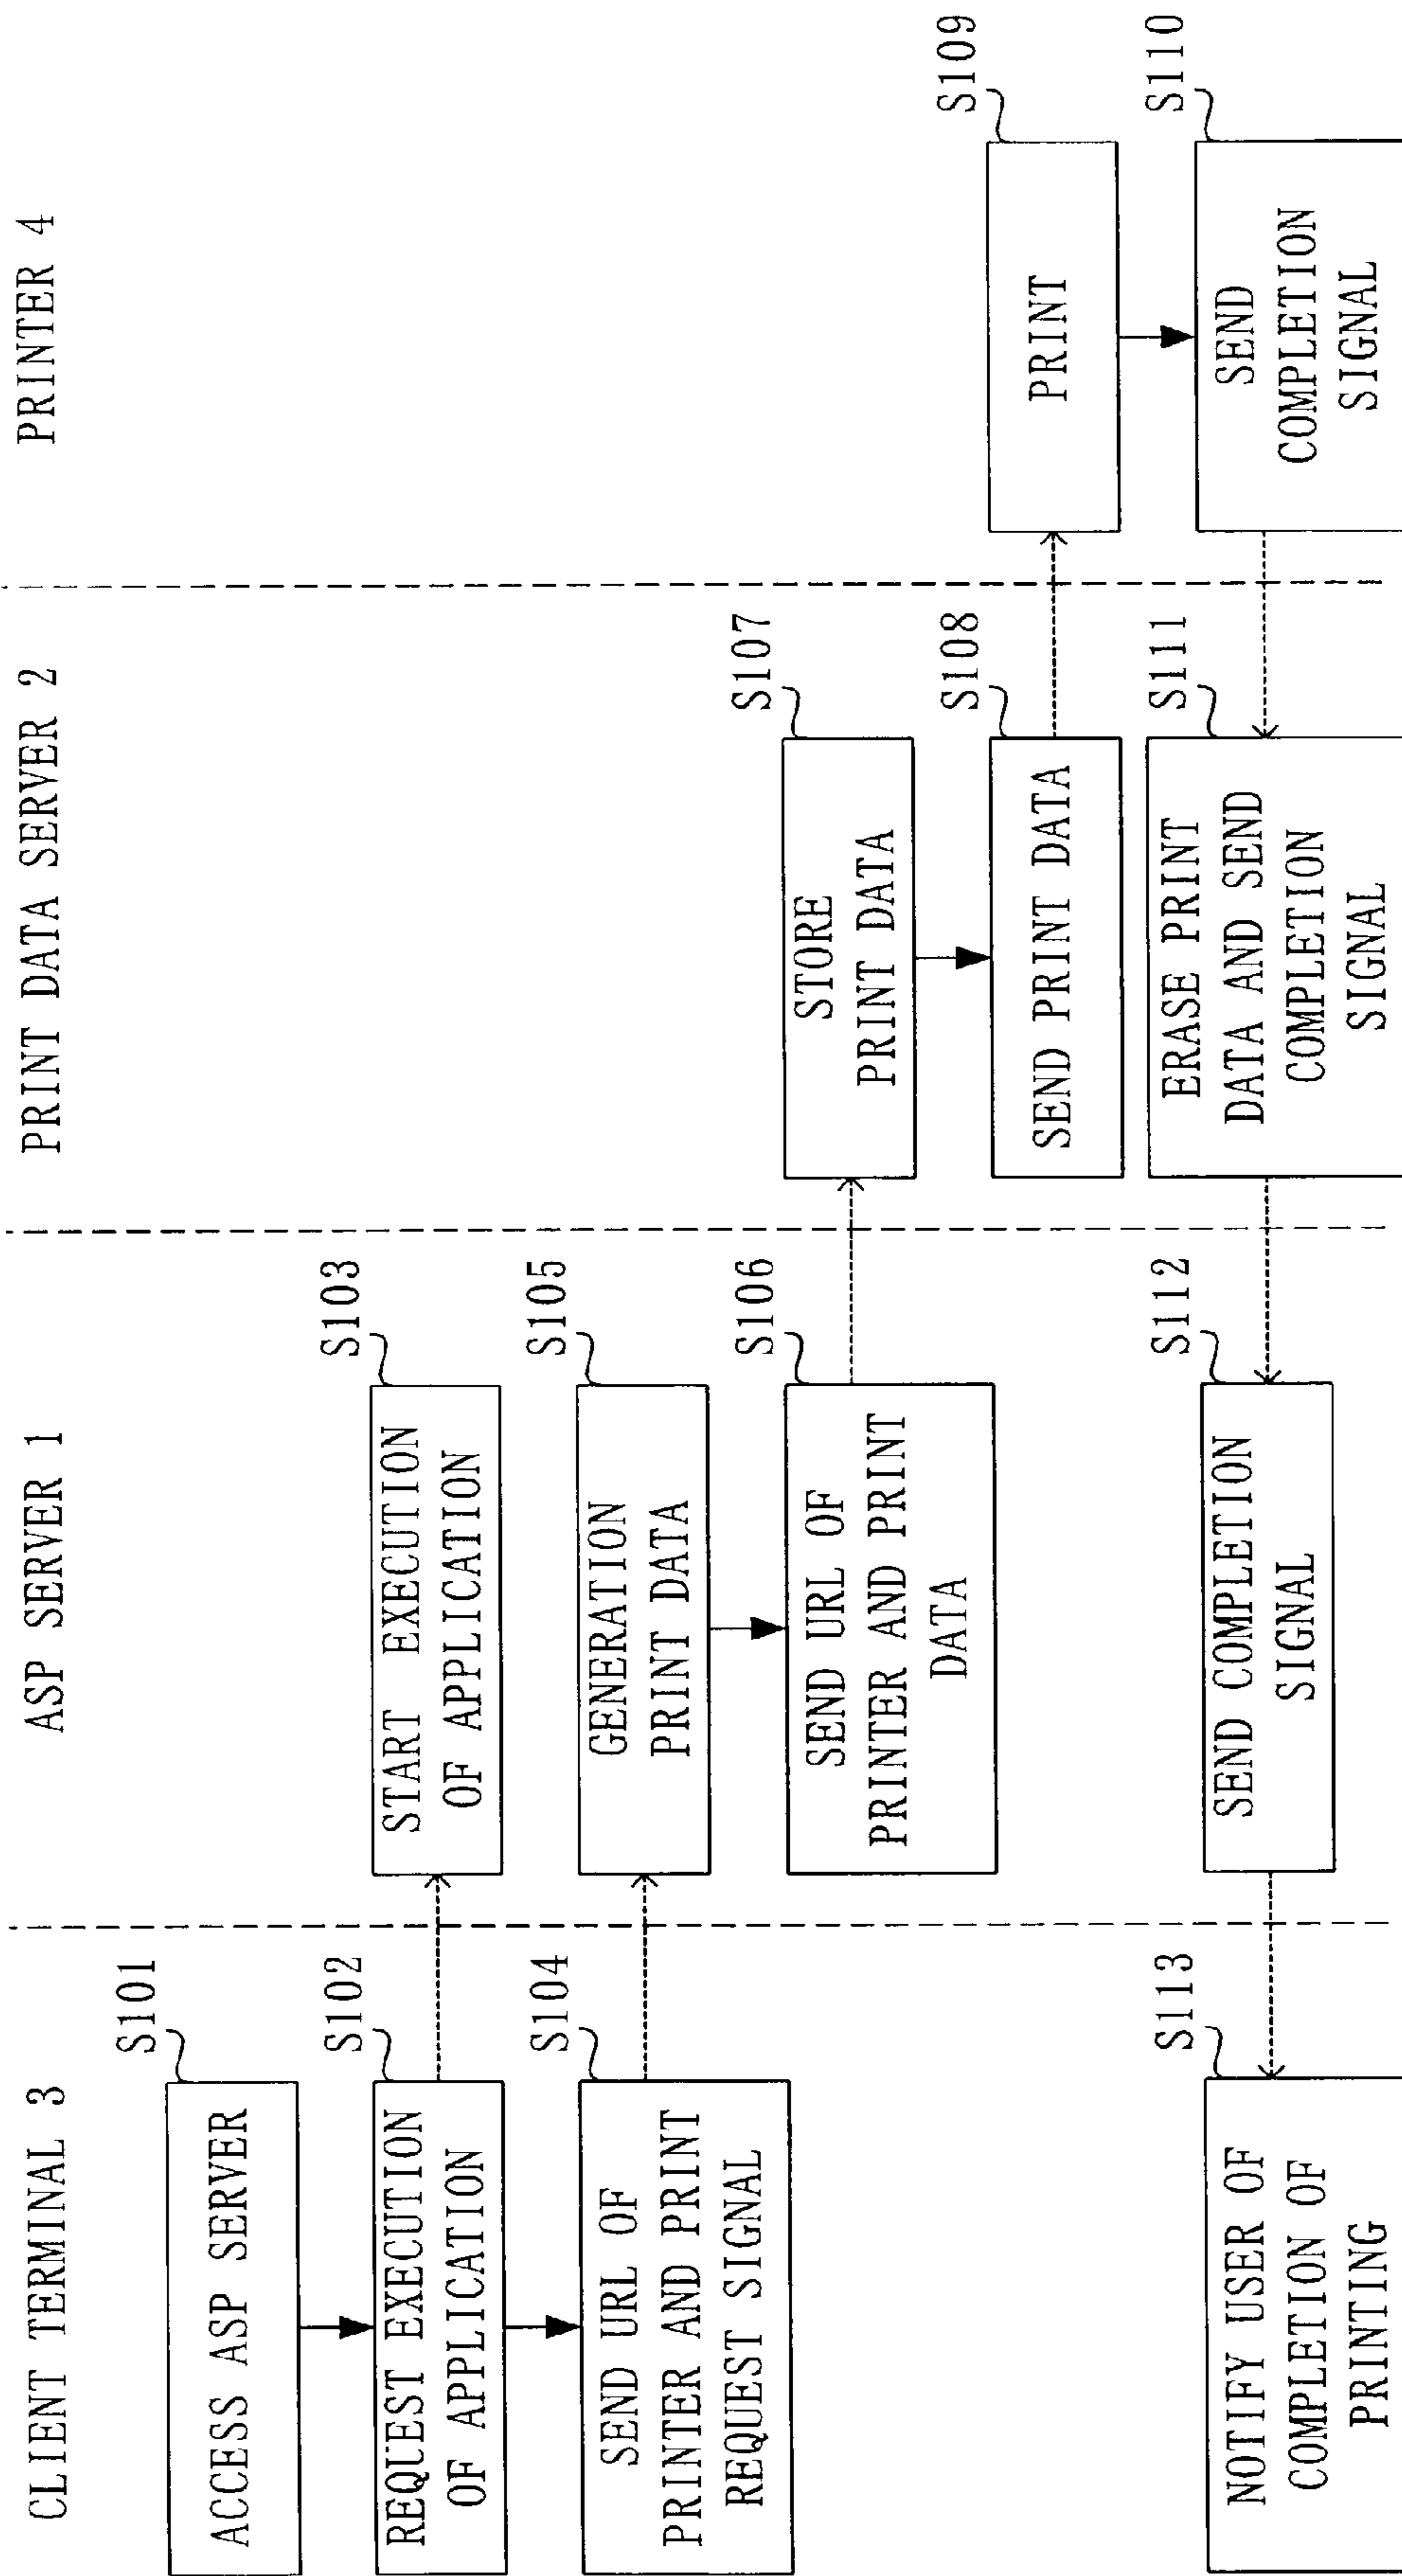 CLIENT TERMINAL 3
ASP SERVER 1
PRINT DATA SERVER 2
PRINTER 4
S101
ACCESS ASP SERVER
S102
REQUEST EXECUTION
OF APPLICATION
S103
START EXECUTION
OF APPLICATION
S104
SEND URL OF
PRINTER AND PRINT
REQUEST SIGNAL
S105
GENERATION
PRINT DATA
S106
SEND URL OF
PRINTER AND PRINT
DATA
S107
STORE
PRINT DATA
S108
SEND PRINT DATA
S109
PRINT
S110
SEND
COMPLETION
SIGNAL
S111
ERASE PRINT
DATA AND SEND
COMPLETION
SIGNAL
S112
SEND COMPLETION
SIGNAL
S113
NOTIFY USER OF
COMPLETION OF
PRINTING